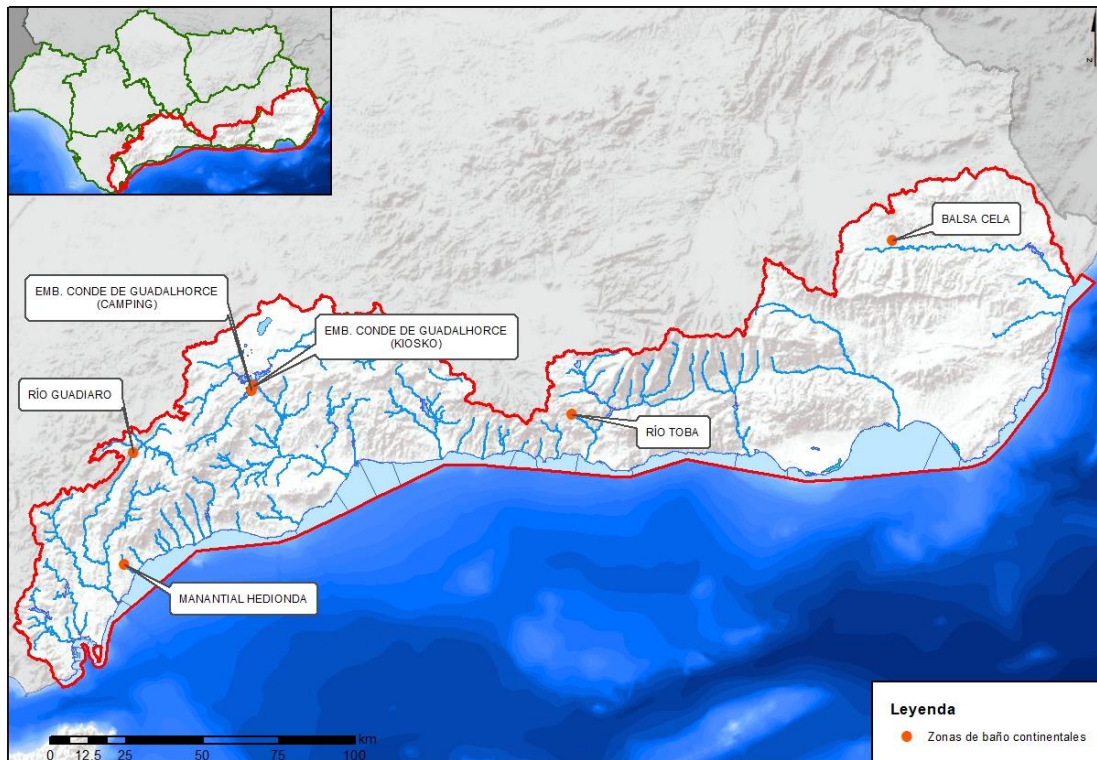 BALSA CELA
EMB. CONDE DE GUADALHORCE
(CAMPING)
EMB. CONDE DE GUADALHORCE
(KIOSKO)
RÍO GUADIARO
RÍO TOBA
MANANTIAL HEDIONDA
km
0 12.5 25 50 75 100
Leyenda
Zonas de baño continentales